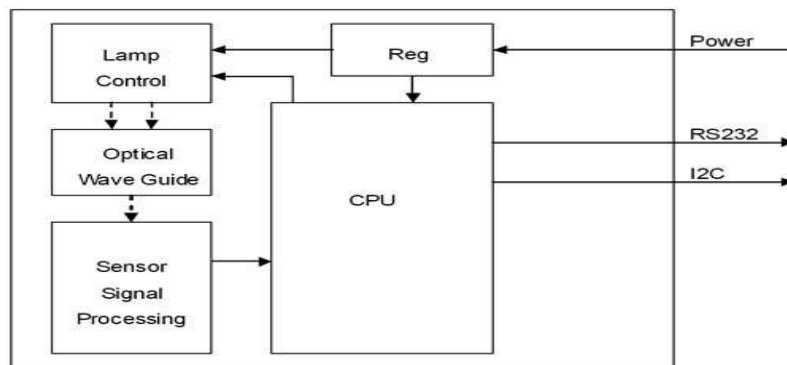 Lamp
Control
Reg
Power
RS232
I2C
Optical
Wave Guide
CPU
Sensor
Signal
Processing